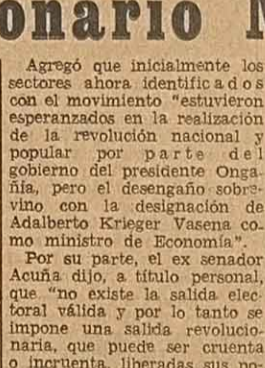 onario
Agregó que inicialmente los
sectores ahora identificados
con el movimiento "estuvieron
esperanzados en la realización
de la revolución nacional y
popular por parte del
gobierno del presidente Onga-
ñia, pero el desengaño sobre-
vino con la designación de
Adalberto Krieger Vasena co-
mo ministro de Economía".
Por su parte, el ex senador
Acuña dijo, a título personal,
que "no existe la salida elec-
toral válida y por lo tanto se
impone una salida revolucio-
naria, que puede ser cruenta
o incruenta, liberadas sus